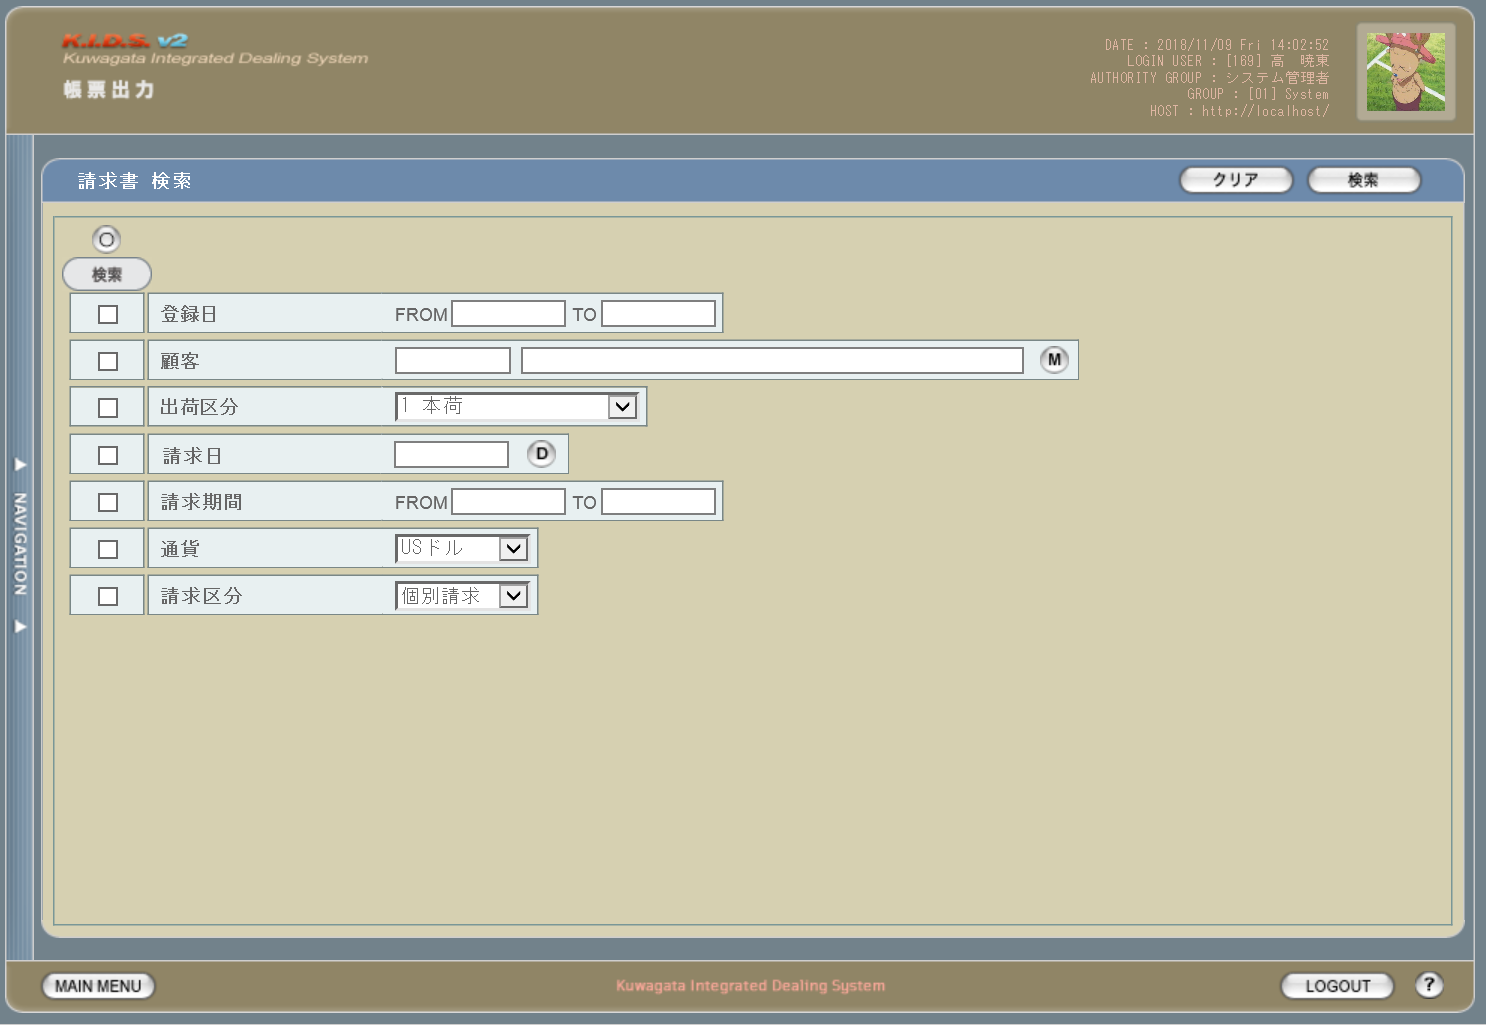 K.I.D.S. v2
Kuwagata Integrated Dealing System
帳票出力
DATE : 2018/11/09 Fri 14:02:52
LOGIN USER : [169] 高　暁東
AUTHORITY GROUP : システム管理者
GROUP : [01] System
HOST : http://localhost/
請求書 検索
クリア
検索
検索
登録日 FROM TO
顧客 M
出荷区分 1 本荷
請求日 D
請求期間 FROM TO
通貨 USドル
請求区分 個別請求
NAVIGATION
MAIN MENU
Kuwagata Integrated Dealing System
LOGOUT
?